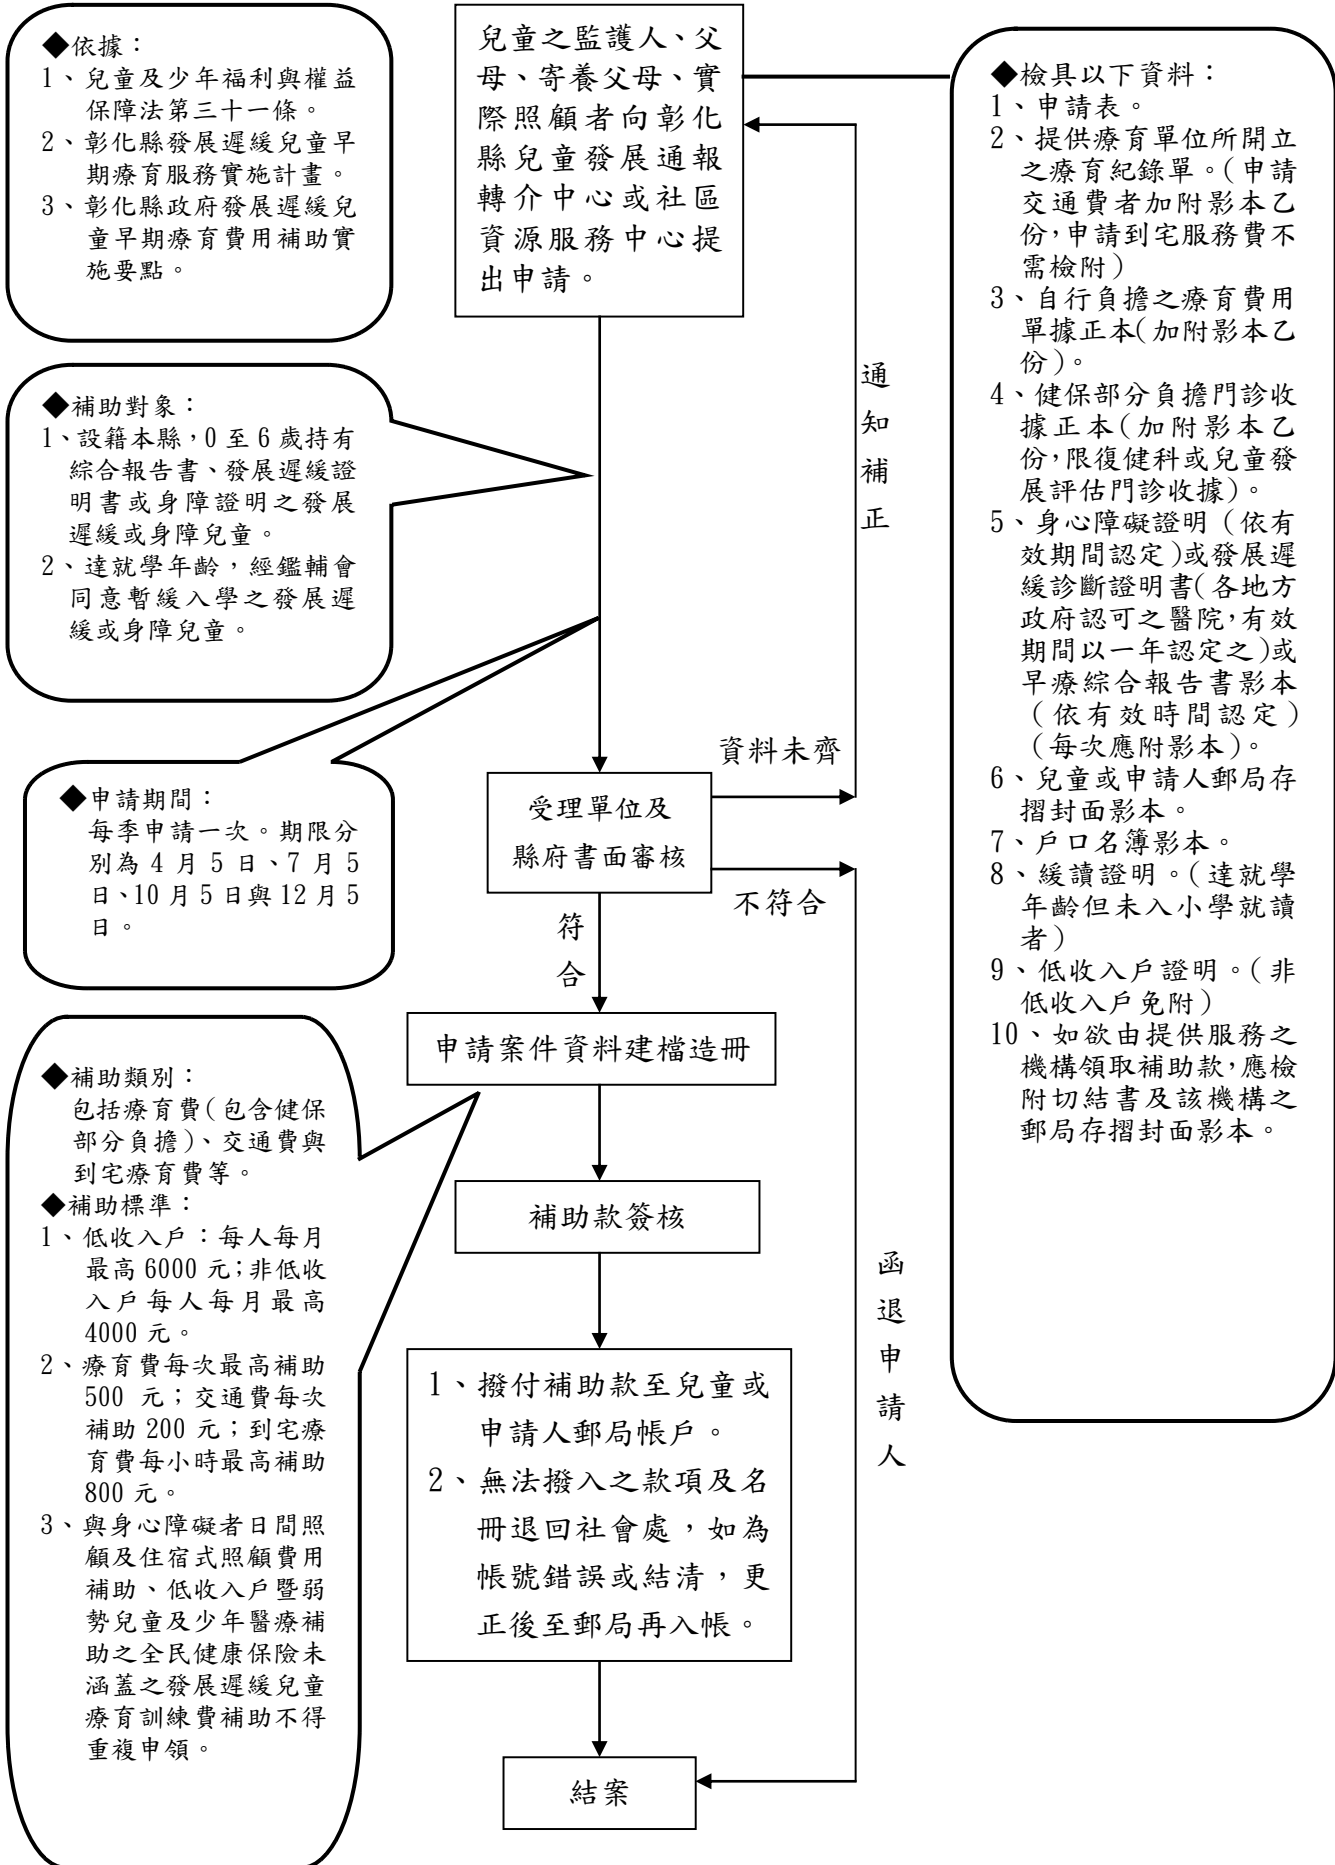 ◆依據：
1、兒童及少年福利與權益
保障法第三十一條。
2、彰化縣發展遲緩兒童早
期療育服務實施計畫。
3、彰化縣政府發展遲緩兒
童早期療育費用補助實
施要點。
兒童之監護人、父
母、寄養父母、實
際照顧者向彰化
縣兒童發展通報
轉介中心或社區
資源服務中心提
出申請。
◆檢具以下資料：
1、申請表。
2、提供療育單位所開立
之療育紀錄單。(申請
交通費者加附影本乙
份，申請到宅服務費不
需檢附)
3、自行負擔之療育費用
單據正本(加附影本乙
份)。
4、健保部分負擔門診收
據正本(加附影本乙
份，限復健科或兒童發
展評估門診收據)。
5、身心障礙證明（依有
效期間認定)或發展遲
緩診斷證明書(各地方
政府認可之醫院，有效
期間以一年認定之)或
早療綜合報告書影本
（依有效時間認定）
（每次應附影本)。
6、兒童或申請人郵局存
摺封面影本。
7、戶口名簿影本。
8、緩讀證明。(達就學
年齡但未入小學就讀
者)
9、低收入戶證明。(非
低收入戶免附)
10、如欲由提供服務之
機構領取補助款，應檢
附切結書及該機構之
郵局存摺封面影本。
◆補助對象：
1、設籍本縣，0 至 6 歲持有
綜合報告書、發展遲緩證
明書或身障證明之發展
遲緩或身障兒童。
2、達就學年齡，經鑑輔會
同意暫緩入學之發展遲
緩或身障兒童。
通
知
補
正
◆申請期間：
每季申請一次。期限分
別為 4 月 5 日、7 月 5
日、10 月 5 日與 12 月 5
日。
資料未齊
受理單位及
縣府書面審核
不符合
符
合
申請案件資料建檔造冊
◆補助類別：
包括療育費(包含健保
部分負擔)、交通費與
到宅療育費等。
◆補助標準：
1、低收入戶：每人每月
最高 6000 元；非低收
入戶每人每月最高
4000 元。
2、療育費每次最高補助
500 元；交通費每次
補助 200 元；到宅療
育費每小時最高補助
800 元。
3、與身心障礙者日間照
顧及住宿式照顧費用
補助、低收入戶暨弱
勢兒童及少年醫療補
助之全民健康保險未
涵蓋之發展遲緩兒童
療育訓練費補助不得
重複申領。
補助款簽核
函
退
申
請
人
1、撥付補助款至兒童或
申請人郵局帳戶。
2、無法撥入之款項及名
冊退回社會處，如為
帳號錯誤或結清，更
正後至郵局再入帳。
結案